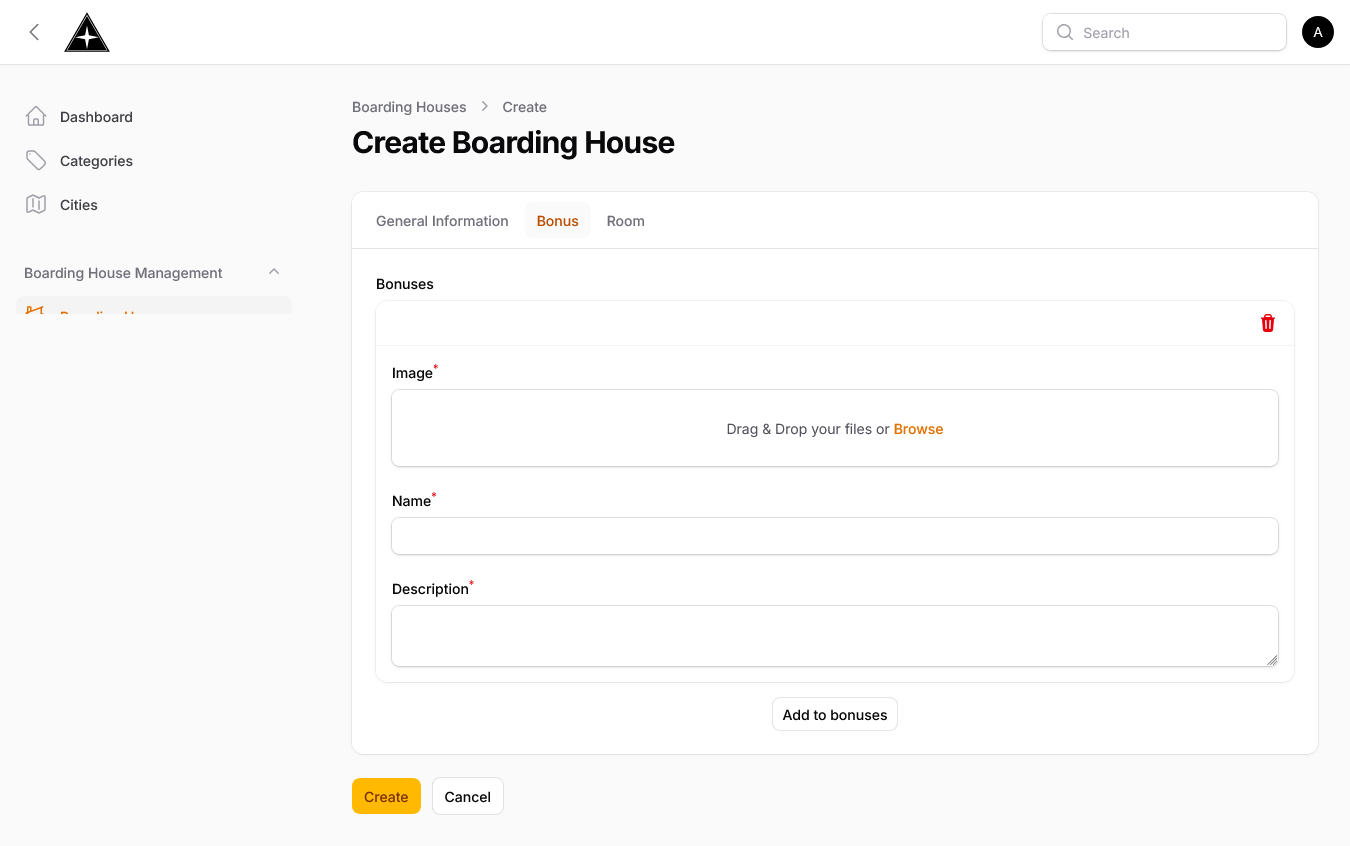 Search
A
Dashboard
Categories
Cities
Boarding House Management
Boarding Houses > Create
Create Boarding House
General Information Bonus Room
Bonuses
Image*
Drag & Drop your files or Browse
Name*
Description*
Add to bonuses
Create Cancel